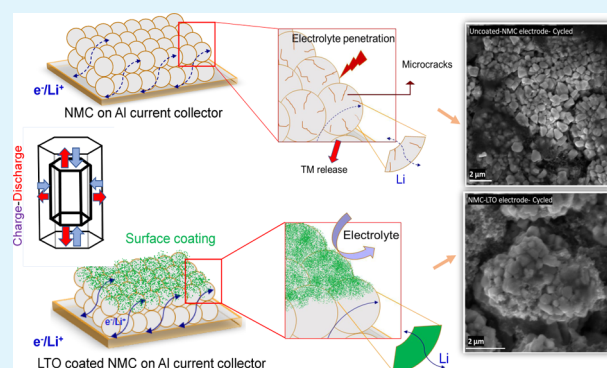 Uncoated-NMC electrode- Cycled
Electrolyte penetration
Microcracks
e⁻/Li⁺
NMC on Al current collector
TM release
Li
2 µm
Charge-Discharge
NMC-LTO electrode- Cycled
Surface coating
Electrolyte
e⁻/Li⁺
e⁻/Li⁺
Li
2 µm
LTO coated NMC on Al current collector